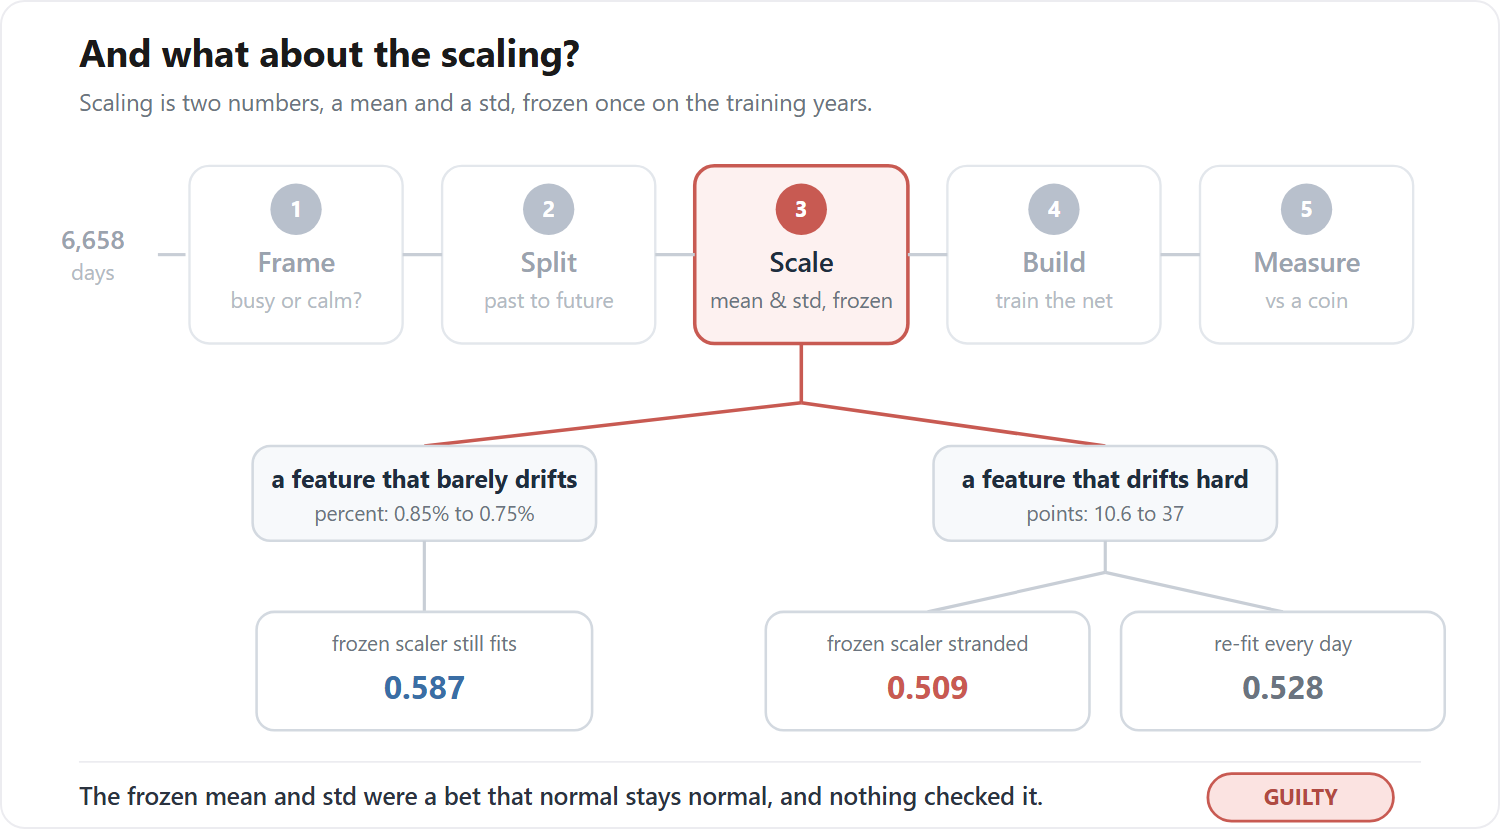 And what about the scaling?
Scaling is two numbers, a mean and a std, frozen once on the training years.
6,658
days
1
Frame
busy or calm?
2
Split
past to future
3
Scale
mean & std, frozen
4
Build
train the net
5
Measure
vs a coin
a feature that barely drifts
percent: 0.85% to 0.75%
a feature that drifts hard
points: 10.6 to 37
frozen scaler still fits
0.587
frozen scaler stranded
0.509
re-fit every day
0.528
The frozen mean and std were a bet that normal stays normal, and nothing checked it.
GUILTY